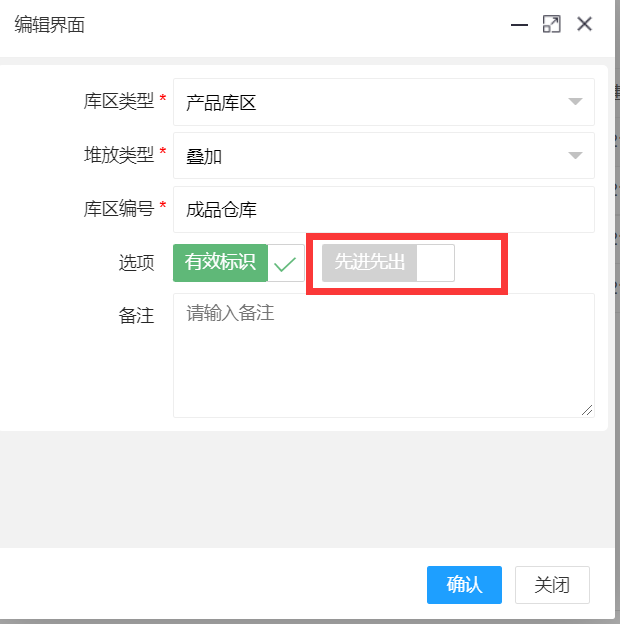 编辑界面
库区类型 * 产品库区
堆放类型 * 叠加
库区编号 * 成品仓库
选项 有效标识 先进先出
备注 请输入备注
确认 关闭